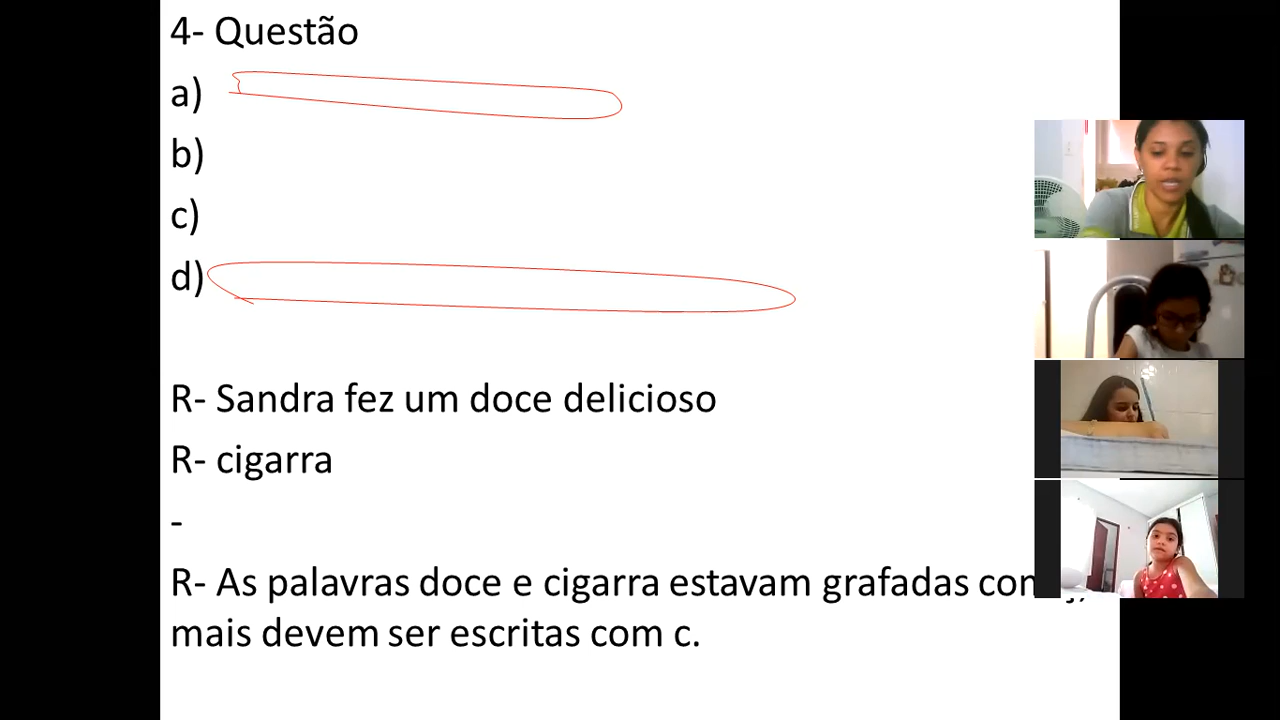 4- Questão
a)
b)
c)
d)
R- Sandra fez um doce delicioso
R- cigarra
-
R- As palavras doce e cigarra estavam grafadas
mais devem ser escritas com c.